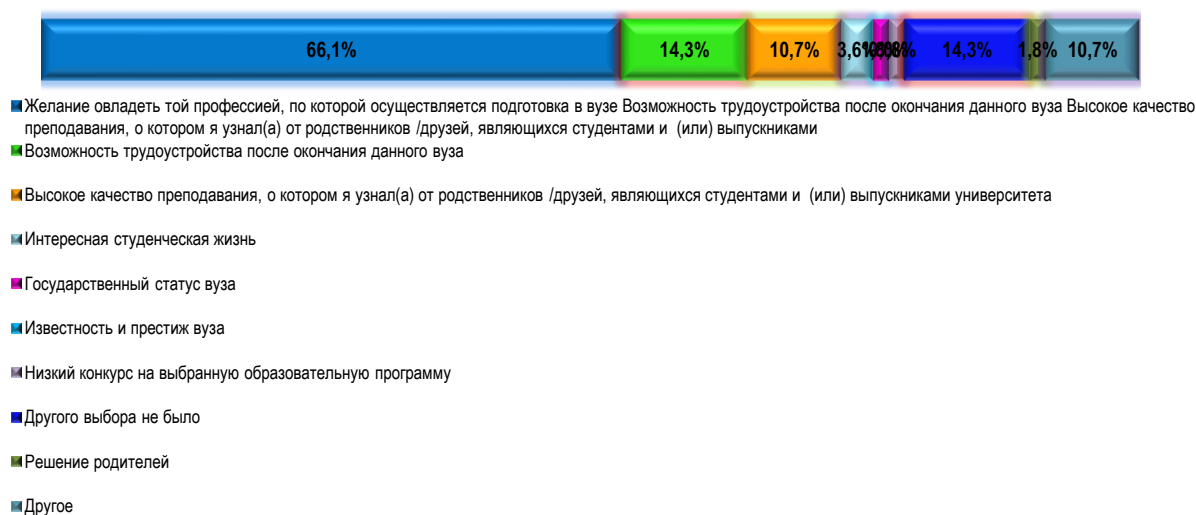 66,1% 14,3% 10,7% 3,6% 14,3% 1,8% 10,7%
Желание овладеть той профессией, по которой осуществляется подготовка в вузе Возможность трудоустройства после окончания данного вуза Высокое качество
преподавания, о котором я узнал(а) от родственников /друзей, являющихся студентами и (или) выпускниками
Возможность трудоустройства после окончания данного вуза
Высокое качество преподавания, о котором я узнал(а) от родственников /друзей, являющихся студентами и (или) выпускниками университета
Интересная студенческая жизнь
Государственный статус вуза
Известность и престиж вуза
Низкий конкурс на выбранную образовательную программу
Другого выбора не было
Решение родителей
Другое